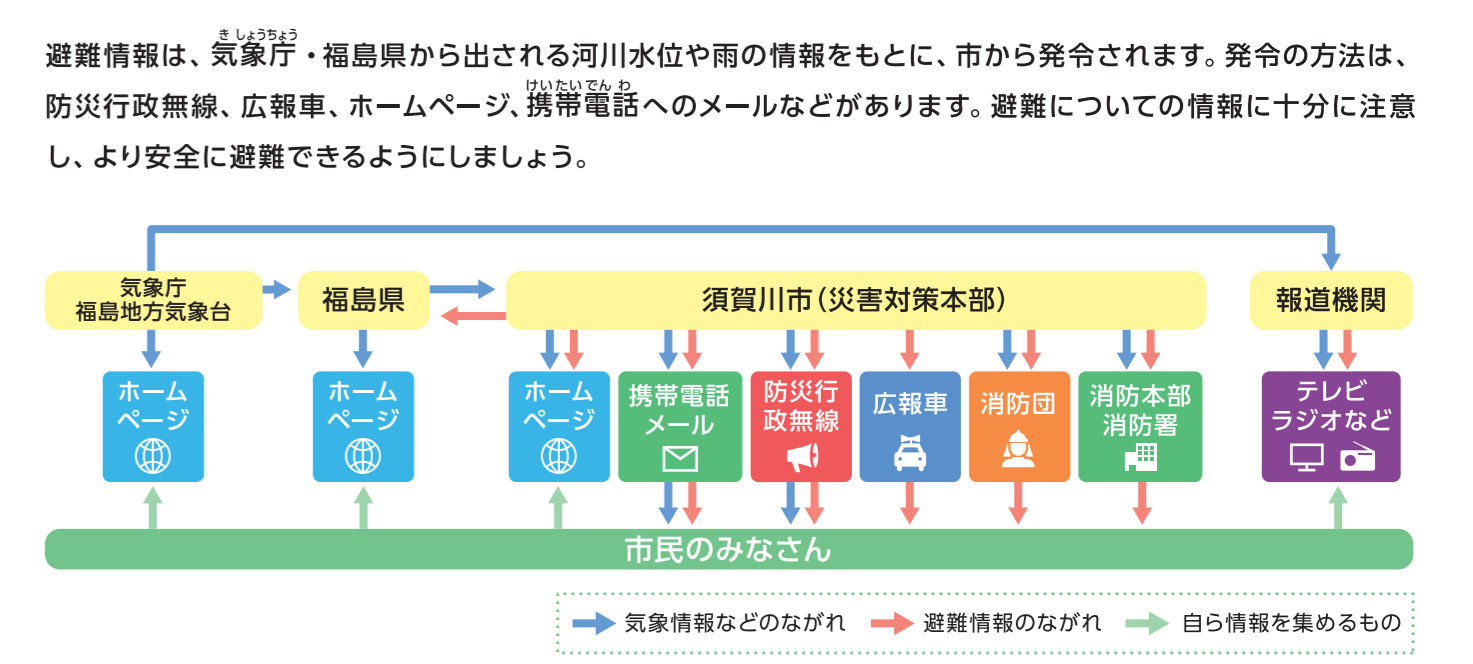 き しょうちょう
避難情報は、気象庁・福島県から出される河川水位や雨の情報をもとに、市から発令されます。発令の方法は、
けいたいでん わ
防災行政無線、広報車、ホームページ、携帯電話へのメールなどがあります。避難についての情報に十分に注意
し、より安全に避難できるようにしましょう。
気象庁
福島地方気象台
福島県
須賀川市(災害対策本部)
報道機関
ホーム
ページ
ホーム
ページ
ホーム
ページ
携帯電話
メール
防災行
政無線
広報車
消防団
消防本部
消防署
テレビ
ラジオなど
市民のみなさん
気象情報などのながれ
避難情報のながれ
自ら情報を集めるもの